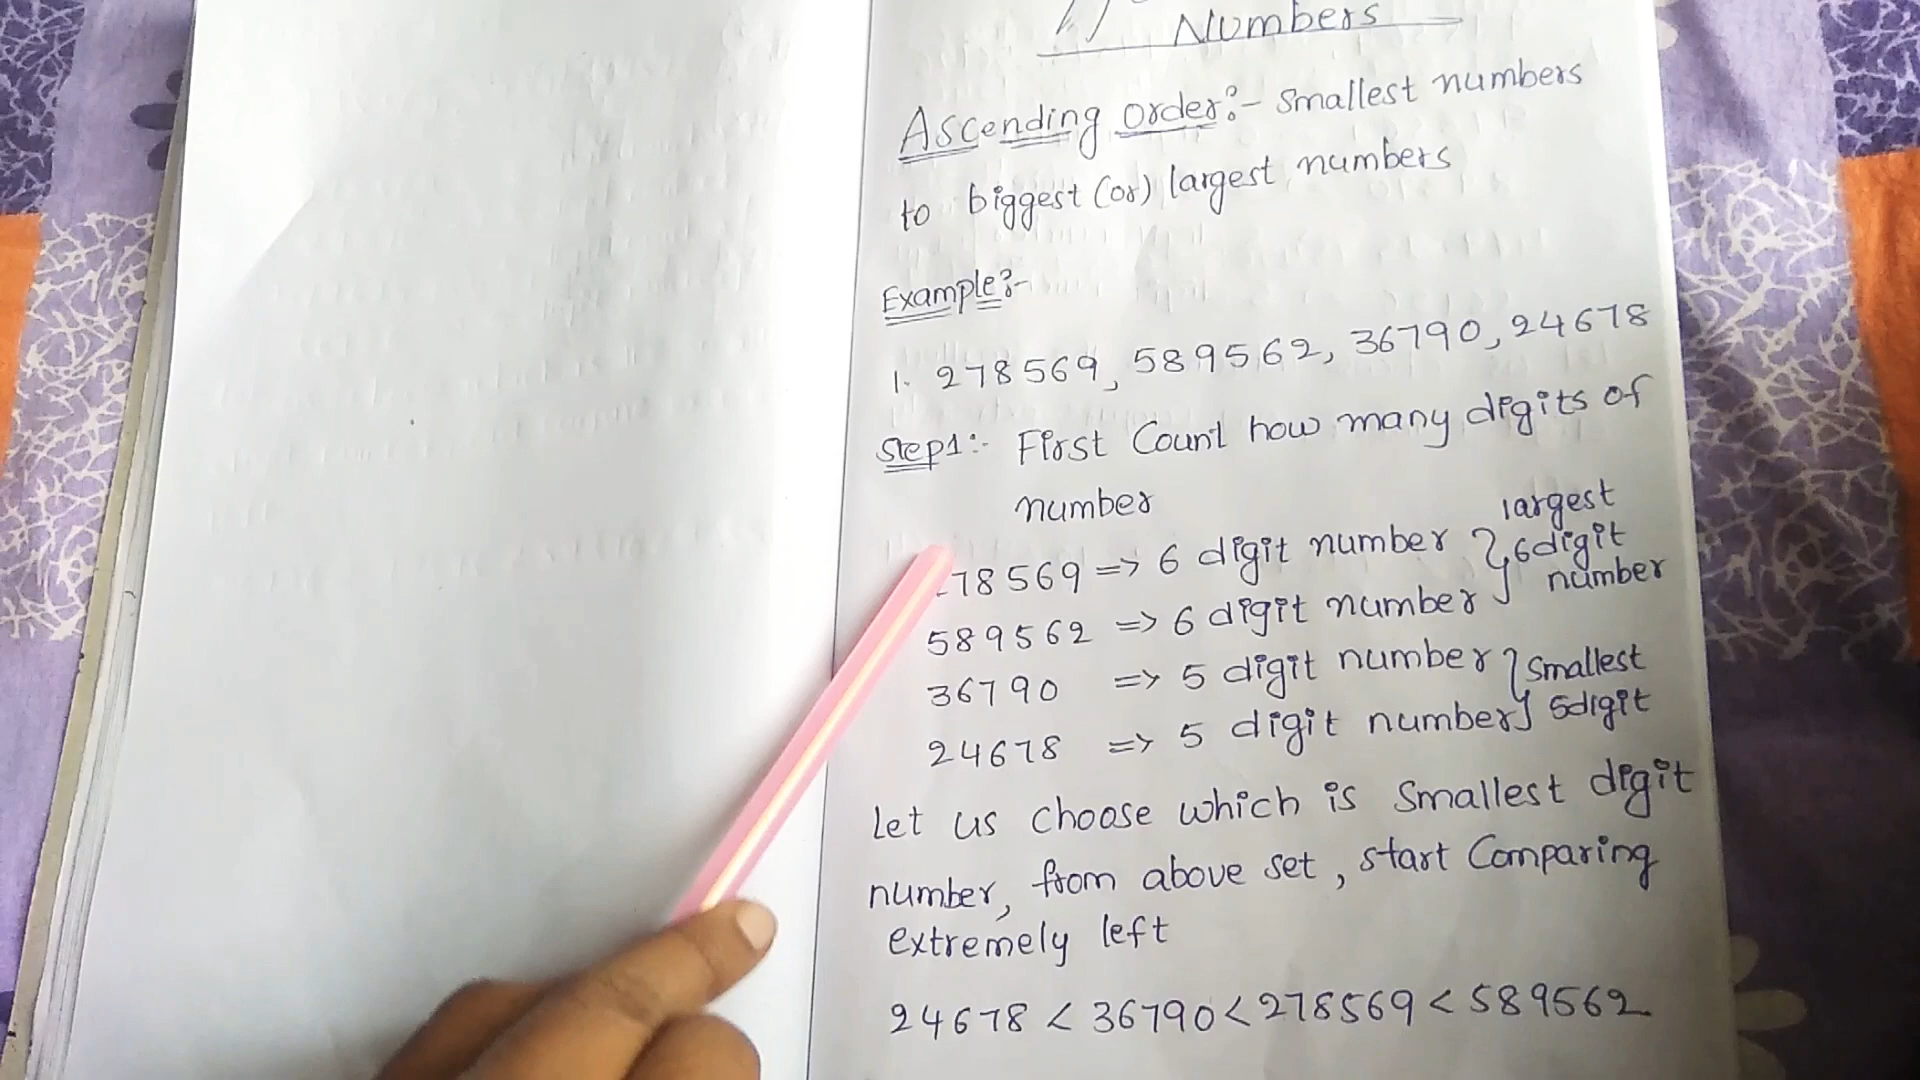 Numbers
Ascending order:- Smallest numbers
to biggest (or) largest numbers
Example:-
1. 278569, 589562, 36790, 24678
Step1:- First Count how many digits of
number
78569 => 6 digit number } largest 6digit number
589562 => 6 digit number
36790 => 5 digit number } smallest 5digit
24678 => 5 digit number
Let us choose which is smallest digit
number, from above set, start Comparing
extremely left
24678 < 36790 < 278569 < 589562